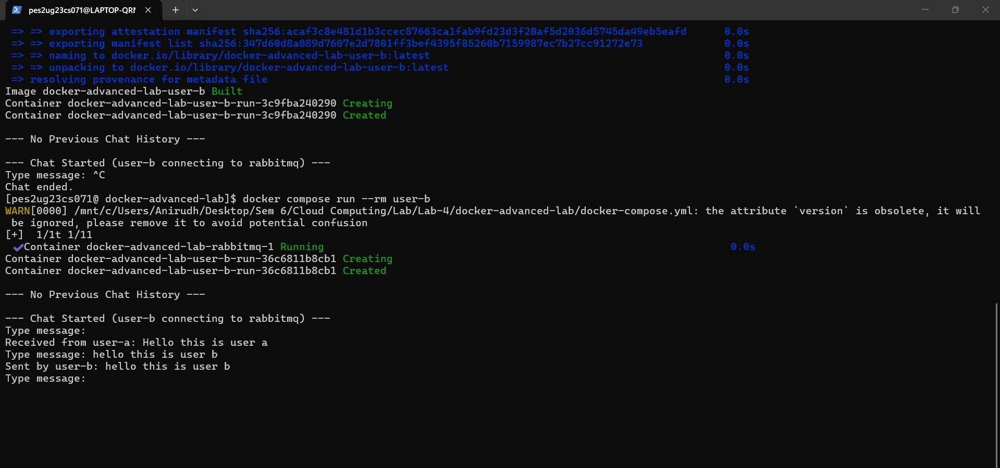 pes2ug23cs071@LAPTOP-QRM
=> => exporting attestation manifest sha256:acaf3c8e481d1b3ccec87663ca1fab9fd23d3f20af5d2036d5745da49eb5eafd 0.0s
=> => exporting manifest list sha256:347d60d8a089d7607e2d7801ff3bef4395f85260b7159987ec7b27cc91272e73 0.0s
=> => naming to docker.io/library/docker-advanced-lab-user-b:latest 0.0s
=> => unpacking to docker.io/library/docker-advanced-lab-user-b:latest 0.0s
=> resolving provenance for metadata file 0.0s
Image docker-advanced-lab-user-b Built
Container docker-advanced-lab-user-b-run-3c9fba240290 Creating
Container docker-advanced-lab-user-b-run-3c9fba240290 Created
--- No Previous Chat History ---
--- Chat Started (user-b connecting to rabbitmq) ---
Type message: ^C
Chat ended.
[pes2ug23cs071@ docker-advanced-lab]$ docker compose run --rm user-b
WARN[0000] /mnt/c/Users/Anirudh/Desktop/Sem 6/Cloud Computing/Lab/Lab-4/docker-advanced-lab/docker-compose.yml: the attribute `version` is obsolete, it will
be ignored, please remove it to avoid potential confusion
[+]  1/1t 1/11
✔Container docker-advanced-lab-rabbitmq-1 Running 0.0s
Container docker-advanced-lab-user-b-run-36c6811b8cb1 Creating
Container docker-advanced-lab-user-b-run-36c6811b8cb1 Created
--- No Previous Chat History ---
--- Chat Started (user-b connecting to rabbitmq) ---
Type message:
Received from user-a: Hello this is user a
Type message: hello this is user b
Sent by user-b: hello this is user b
Type message: